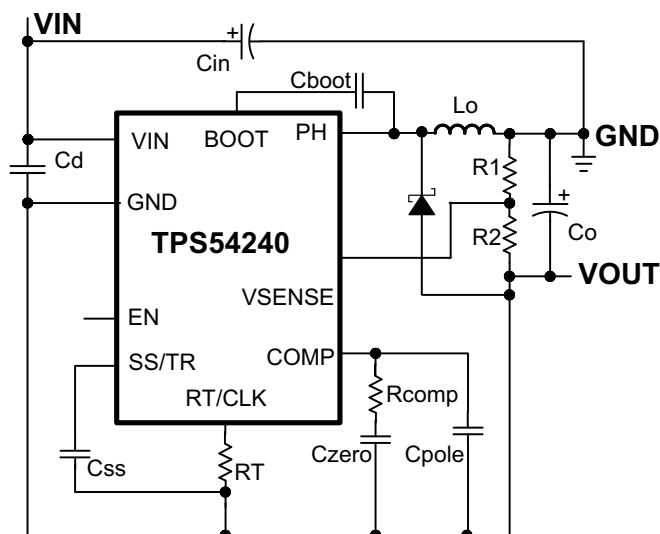 VIN
Cin
Cboot
Lo
VIN
BOOT
PH
GND
Cd
R1
GND
TPS54240
R2
Co
VOUT
VSENSE
EN
COMP
SS/TR
RT/CLK
Rcomp
Css
RT
Czero
Cpole